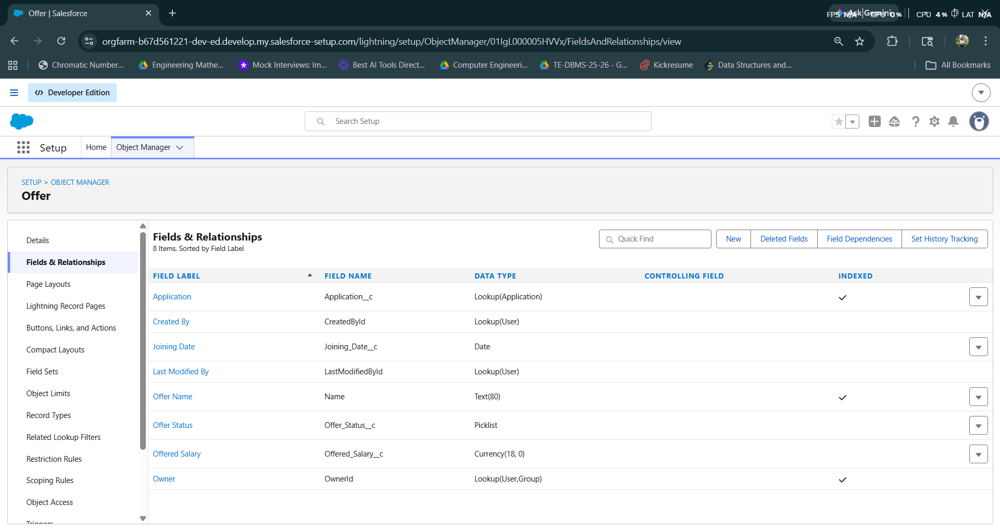 Offer | Salesforce
Ask Gemini
FPS N/A | GPU 0% | CPU 4% LAT N/A
orgfarm-b67d561221-dev-ed.develop.my.salesforce-setup.com/lightning/setup/ObjectManager/01IgL000005HVVx/FieldsAndRelationships/view
Chromatic Number... Engineering Mathe... Mock Interviews: Im... Best AI Tools Direct... Computer Engineeri... TE-DBMS-25-26 - G... Kickresume Data Structures and... All Bookmarks
Developer Edition
Search Setup
Setup Home Object Manager
SETUP > OBJECT MANAGER
Offer
Details
Fields & Relationships
Page Layouts
Lightning Record Pages
Buttons, Links, and Actions
Compact Layouts
Field Sets
Object Limits
Record Types
Related Lookup Filters
Restriction Rules
Scoping Rules
Object Access
Triggers
Fields & Relationships
8 Items, Sorted by Field Label
Quick Find New Deleted Fields Field Dependencies Set History Tracking
FIELD LABEL FIELD NAME DATA TYPE CONTROLLING FIELD INDEXED
Application Application__c Lookup(Application)
Created By CreatedById Lookup(User)
Joining Date Joining_Date__c Date
Last Modified By LastModifiedById Lookup(User)
Offer Name Name Text(80)
Offer Status Offer_Status__c Picklist
Offered Salary Offered_Salary__c Currency(18, 0)
Owner OwnerId Lookup(User,Group)